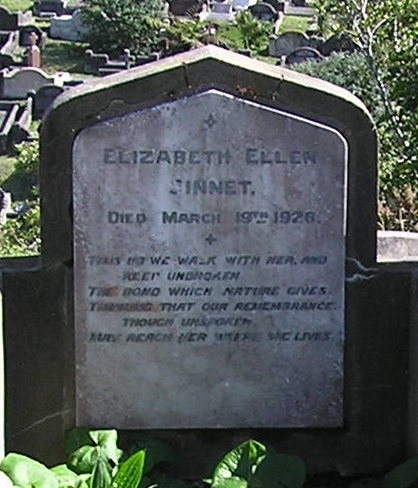 ELIZABETH ELLEN
SINNET.
DIED MARCH 19TH 1926.
THUS DO WE WALK WITH HER, AND
KEEP UNBROKEN
THE BOND WHICH NATURE GIVES.
THINKING THAT OUR REMEMBRANCE.
THOUGH UNSPOKEN.
MAY REACH HER WHERE SHE LIVES.